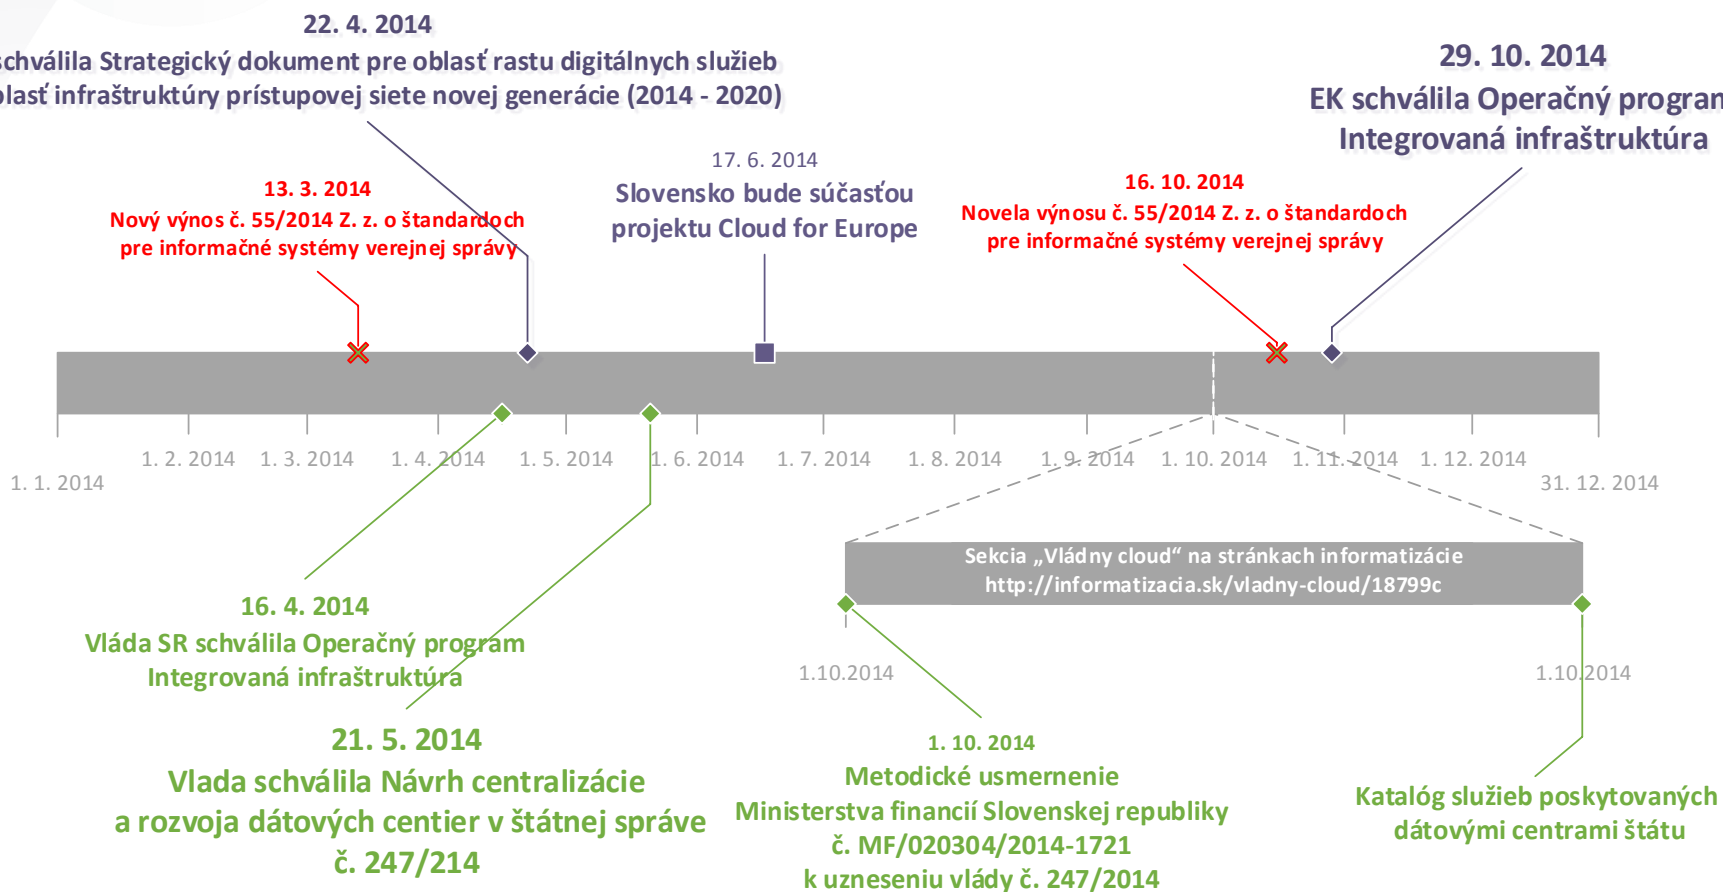 22. 4. 2014
schválila Strategický dokument pre oblasť rastu digitálnych služieb
oblasť infraštruktúry prístupovej siete novej generácie (2014 - 2020)
29. 10. 2014
EK schválila Operačný program
Integrovaná infraštruktúra
13. 3. 2014
Nový výnos č. 55/2014 Z. z. o štandardoch
pre informačné systémy verejnej správy
17. 6. 2014
Slovensko bude súčasťou
projektu Cloud for Europe
16. 10. 2014
Novela výnosu č. 55/2014 Z. z. o štandardoch
pre informačné systémy verejnej správy
1. 1. 2014
1. 2. 2014
1. 3. 2014
1. 4. 2014
1. 5. 2014
1. 6. 2014
1. 7. 2014
1. 8. 2014
1. 9. 2014
1. 10. 2014
1. 11. 2014
1. 12. 2014
31. 12. 2014
Sekcia „Vládny cloud“ na stránkach informatizácie
http://informatizacia.sk/vladny-cloud/18799c
1.10.2014
1.10.2014
16. 4. 2014
Vláda SR schválila Operačný program
Integrovaná infraštruktúra
21. 5. 2014
Vlada schválila Návrh centralizácie
a rozvoja dátových centier v štátnej správe
č. 247/214
1. 10. 2014
Metodické usmernenie
Ministerstva financií Slovenskej republiky
č. MF/020304/2014-1721
k uzneseniu vlády č. 247/2014
Katalóg služieb poskytovaných
dátovými centrami štátu